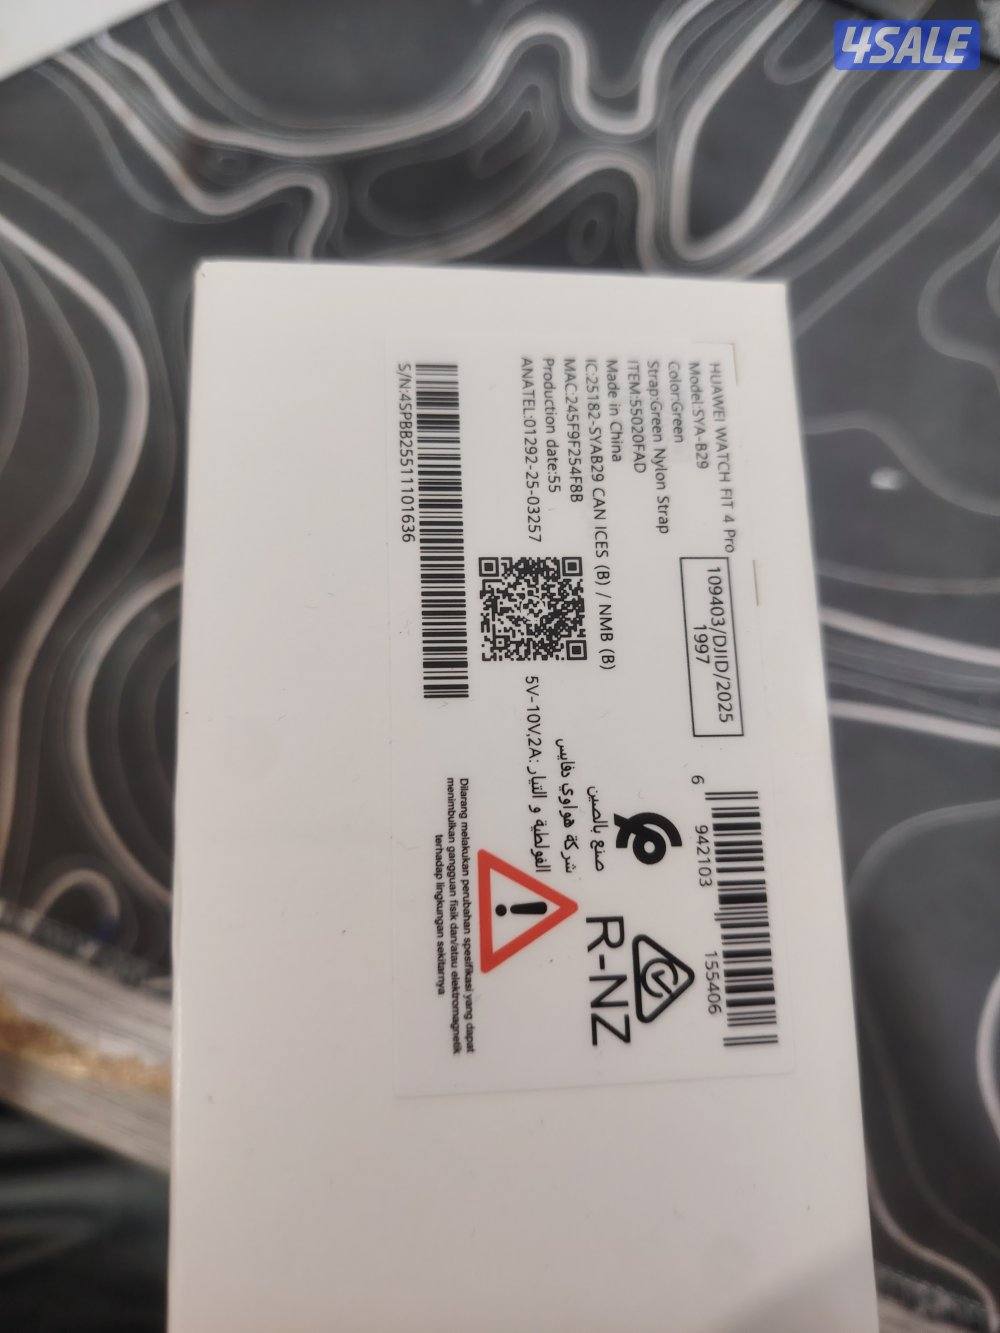 4SALE
HUAWEI WATCH FIT 4 Pro
Model:SYA-B29
Color:Green
Strap:Green Nylon Strap
ITEM:55020FAD
Made in China
IC:25182-SYAB29 CAN ICES (B) / NMB (B)
MAC:245F9F254F8B
Production date:55
ANATEL:01292-25-03257
S/N:4SPBB25511101636
109403/DJID/2025
1997
6 942103 155406
صنع بالصين
شركة هواوي دفايس
الفولطية و التيار: 5V-10V,2A
R-NZ
Dilarang melakukan perubahan spesifikasi yang dapat
menimbulkan gangguan fisik dan/atau elektromagnetik
terhadap lingkungan sekitarnya